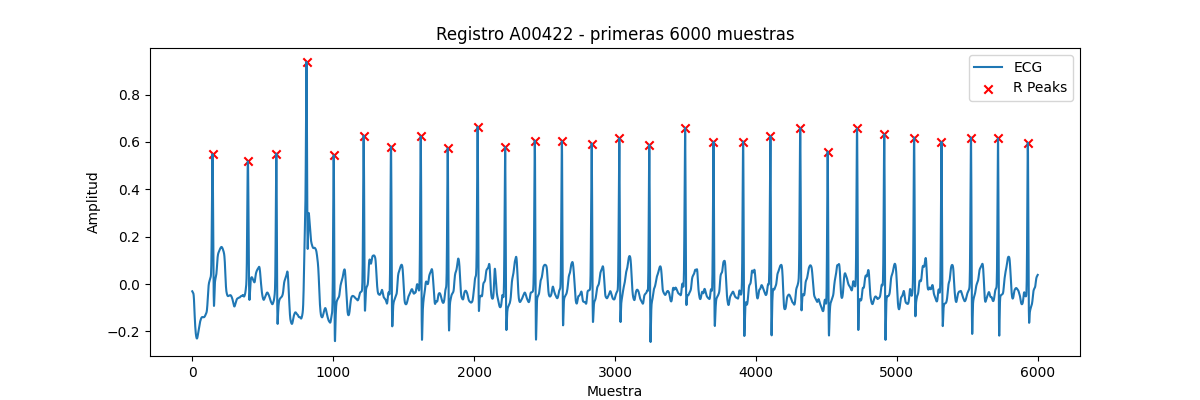 Registro A00422 - primeras 6000 muestras
ECG
R Peaks
Amplitud
0.8
0.6
0.4
0.2
0.0
−0.2
0 1000 2000 3000 4000 5000 6000
Muestra